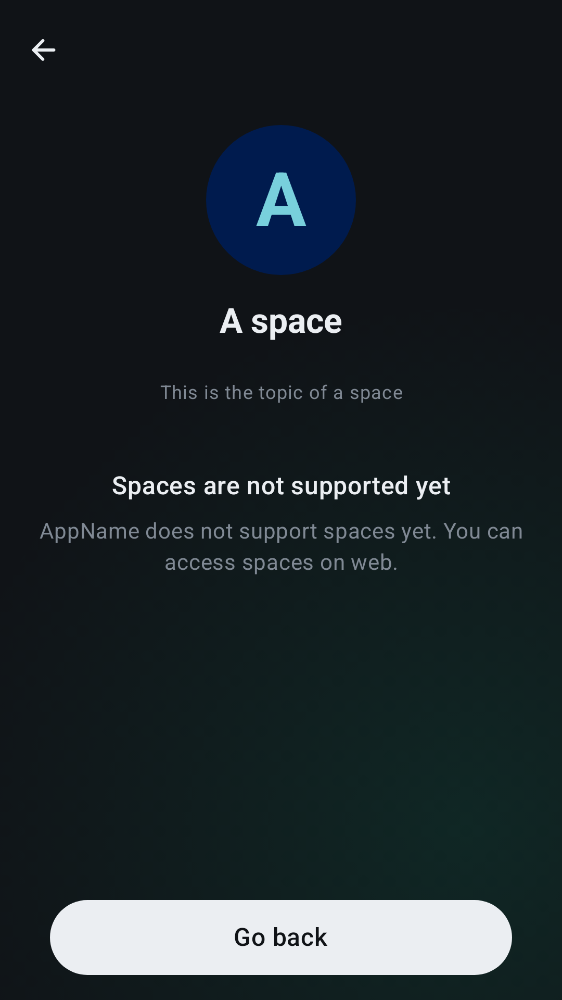 A
A space
This is the topic of a space
Spaces are not supported yet
AppName does not support spaces yet. You can
access spaces on web.
Go back